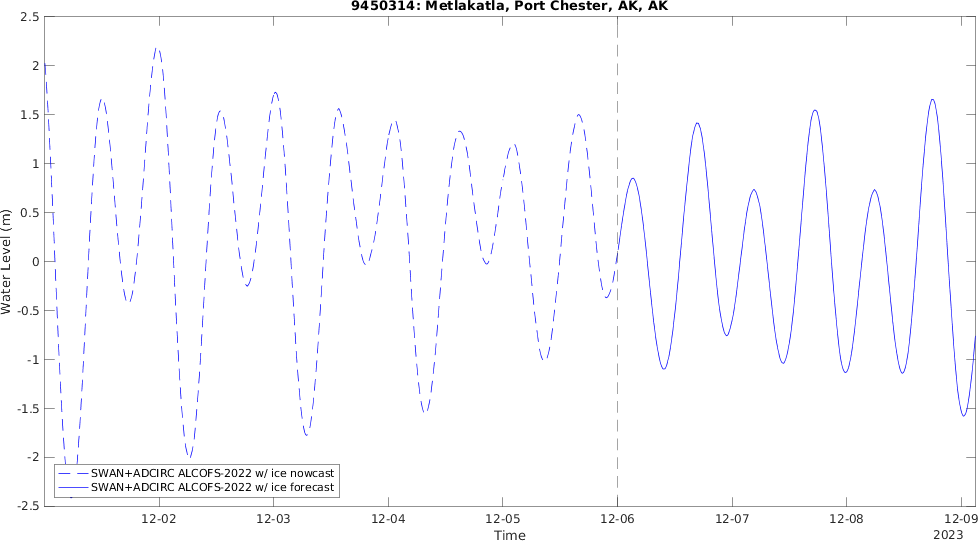 9450314: Metlakatla, Port Chester, AK, AK
2.5
2
1.5
1
0.5
0
-0.5
-1
-1.5
-2
-2.5
Water Level (m)
SWAN+ADCIRC ALCOFS-2022 w/ ice nowcast
SWAN+ADCIRC ALCOFS-2022 w/ ice forecast
12-02 12-03 12-04 12-05 12-06 12-07 12-08 12-09
Time
2023